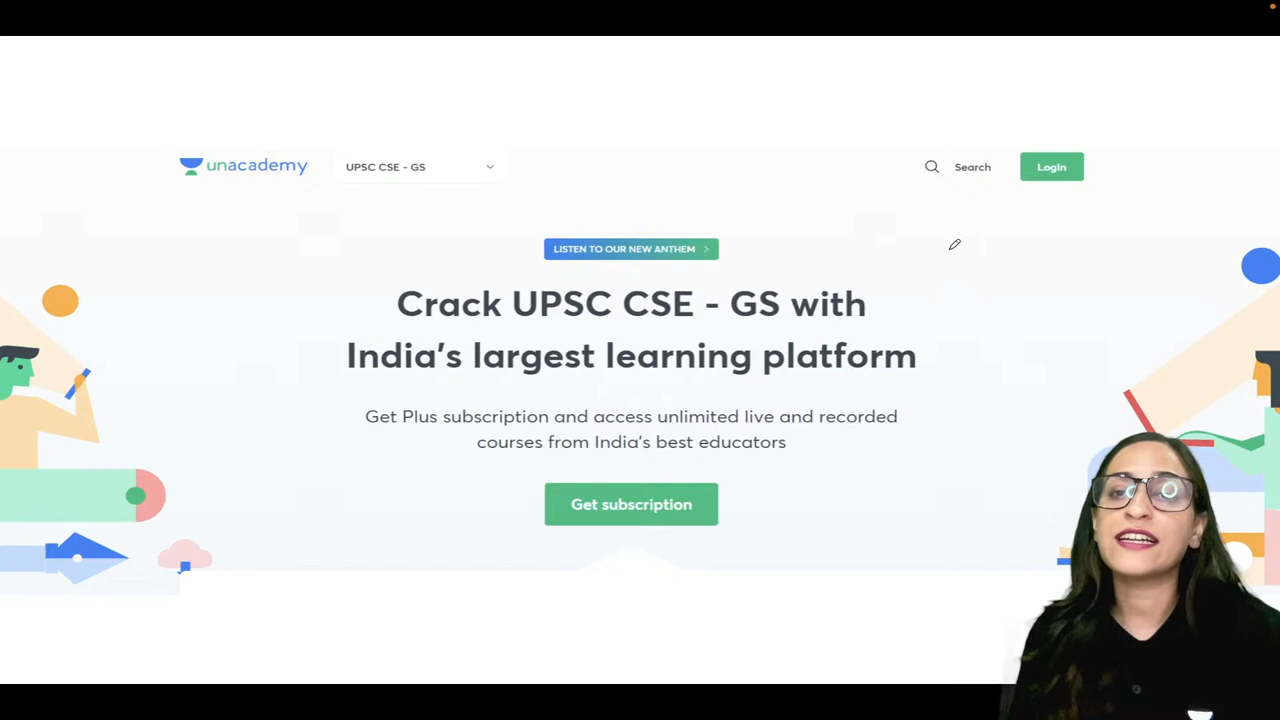 unacademy
UPSC CSE - GS
Search
Login
LISTEN TO OUR NEW ANTHEM
Crack UPSC CSE - GS with
India's largest learning platform
Get Plus subscription and access unlimited live and recorded
courses from India's best educators
Get subscription